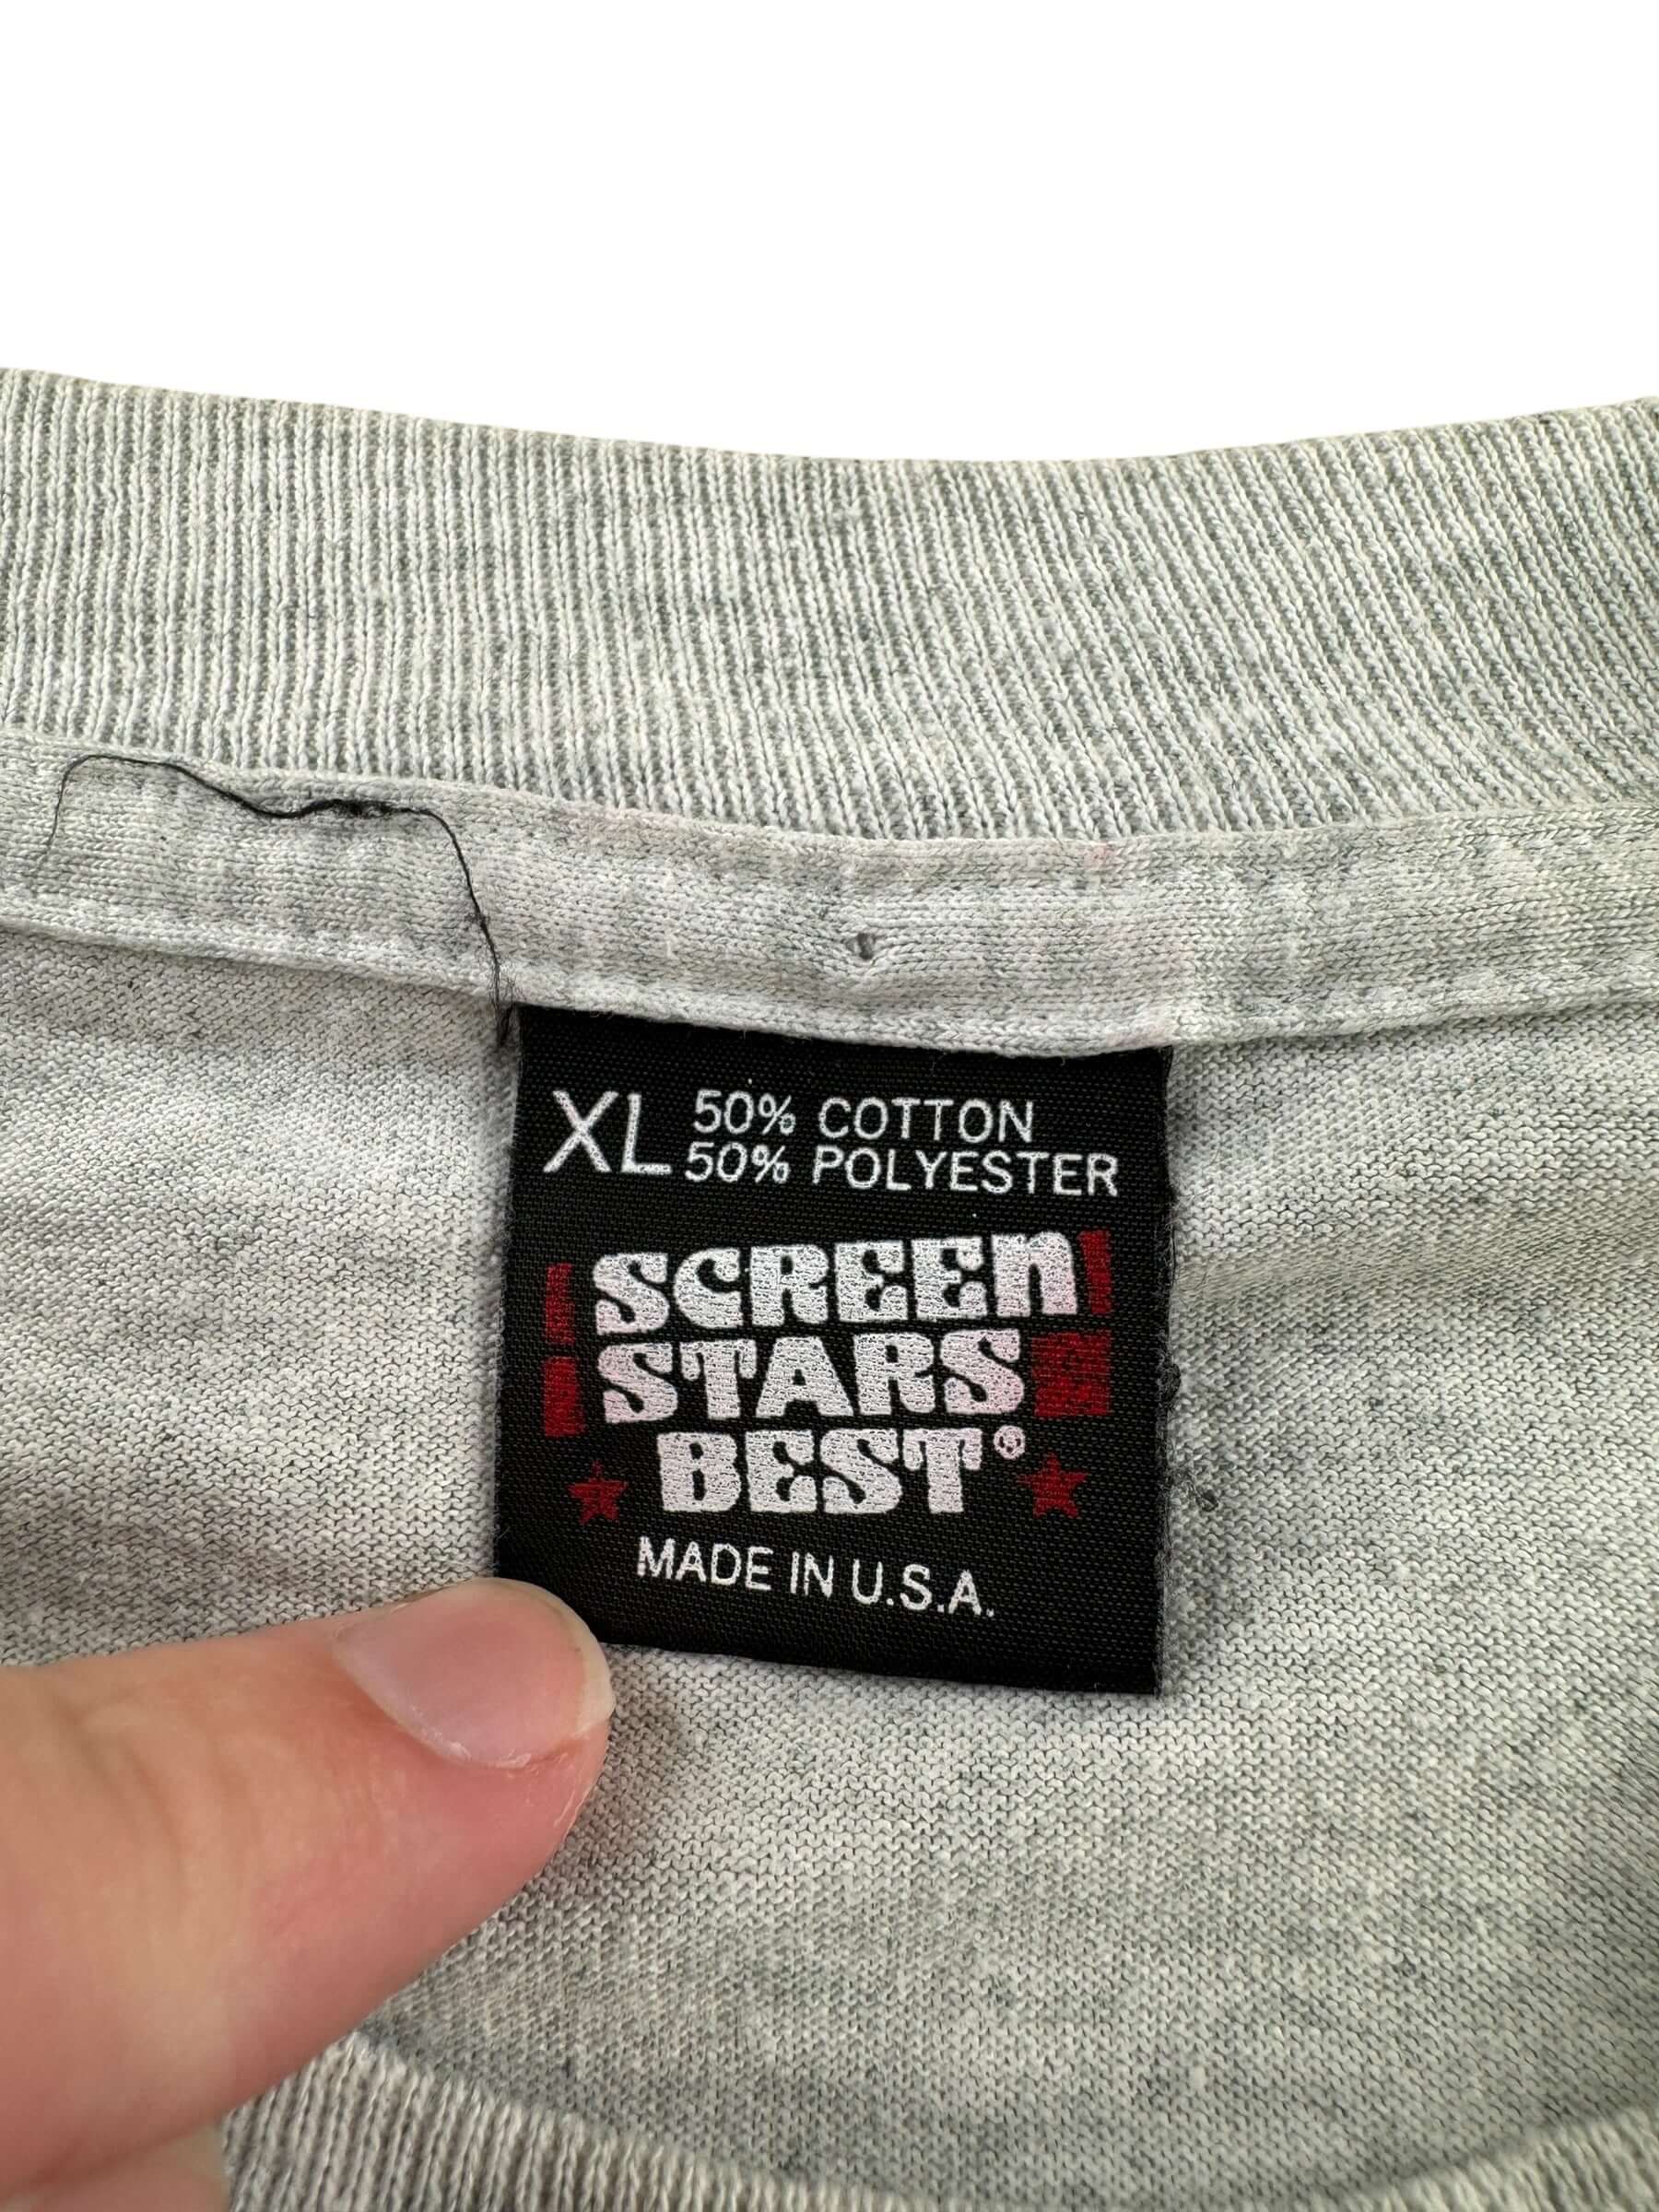 XL 50% COTTON
50% POLYESTER
SCREEN
STARS
BEST®
MADE IN U.S.A.